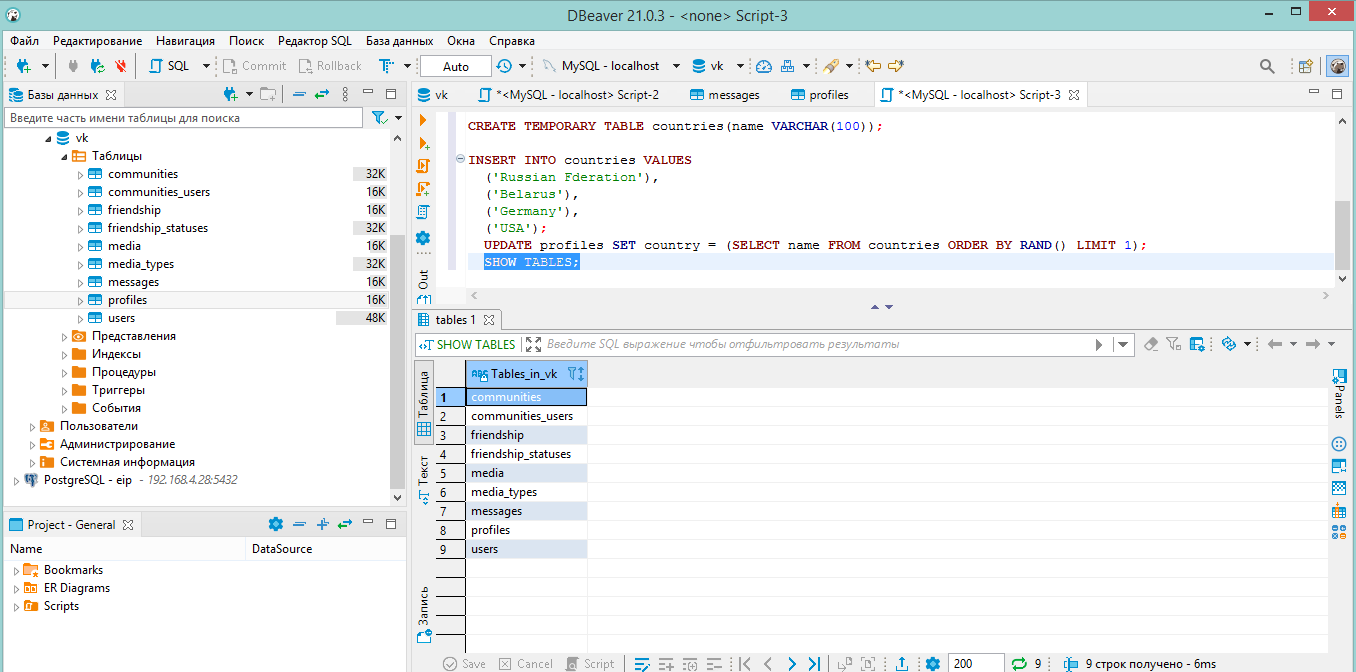 DBeaver 21.0.3 - <none> Script-3
Файл Редактирование Навигация Поиск Редактор SQL База данных Окна Справка
SQL Commit Rollback Auto MySQL - localhost vk
Базы данных
Введите часть имени таблицы для поиска
vk
Таблицы
communities 32K
communities_users 16K
friendship 16K
friendship_statuses 32K
media 16K
media_types 32K
messages 16K
profiles 16K
users 48K
Представления
Индексы
Процедуры
Триггеры
События
Пользователи
Администрирование
Системная информация
PostgreSQL - eip - 192.168.4.28:5432
Project - General
Name DataSource
Bookmarks
ER Diagrams
Scripts
vk *<MySQL - localhost> Script-2 messages profiles *<MySQL - localhost> Script-3
CREATE TEMPORARY TABLE countries(name VARCHAR(100));
INSERT INTO countries VALUES
('Russian Fderation'),
('Belarus'),
('Germany'),
('USA');
UPDATE profiles SET country = (SELECT name FROM countries ORDER BY RAND() LIMIT 1);
SHOW TABLES;
Out
tables 1
SHOW TABLES Введите SQL выражение чтобы отфильтровать результаты
Таблица
Текст
Запись
ABC Tables_in_vk
1 communities
2 communities_users
3 friendship
4 friendship_statuses
5 media
6 media_types
7 messages
8 profiles
9 users
Panels
Save Cancel Script 200 9 9 строк получено - 6ms